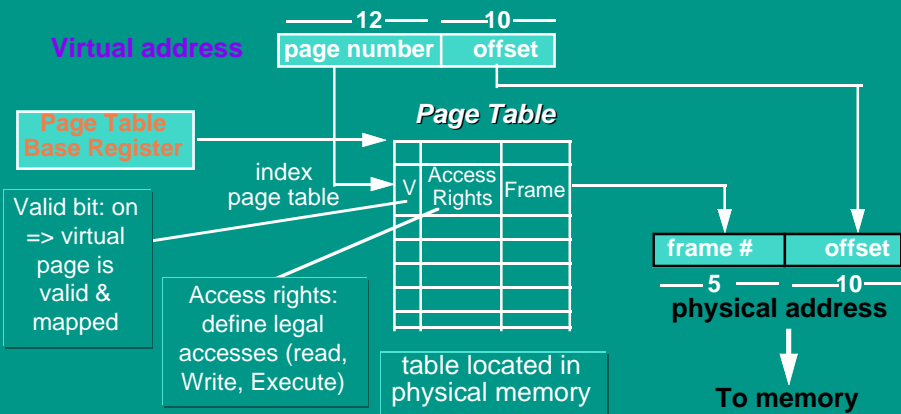 12 10
Virtual address page number offset
Page Table
Page Table
Base Register
index
page table
V Access
Rights Frame
Valid bit: on
=> virtual
page is
valid &
mapped
Access rights:
define legal
accesses (read,
Write, Execute)
table located in
physical memory
frame # offset
5 10
physical address
To memory